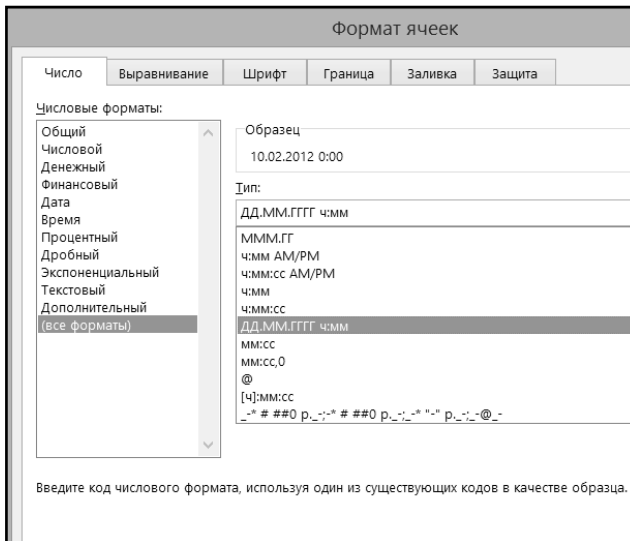 Формат ячеек
Число
Выравнивание
Шрифт
Граница
Заливка
Защита
Числовые форматы:
Общий
Числовой
Денежный
Финансовый
Дата
Время
Процентный
Дробный
Экспоненциальный
Текстовый
Дополнительный
(все форматы)
Образец
10.02.2012 0:00
Тип:
ДД.ММ.ГГГГ ч:мм
МММ.ГГ
ч:мм AM/PM
ч:мм:сс AM/PM
ч:мм
ч:мм:сс
ДД.ММ.ГГГГ ч:мм
мм:сс
мм:сс,0
@
[ч]:мм:сс
_-* # ##0 р._-;-* # ##0 р._-;_-* "-" р._-;_-@_-
Введите код числового формата, используя один из существующих кодов в качестве образца.